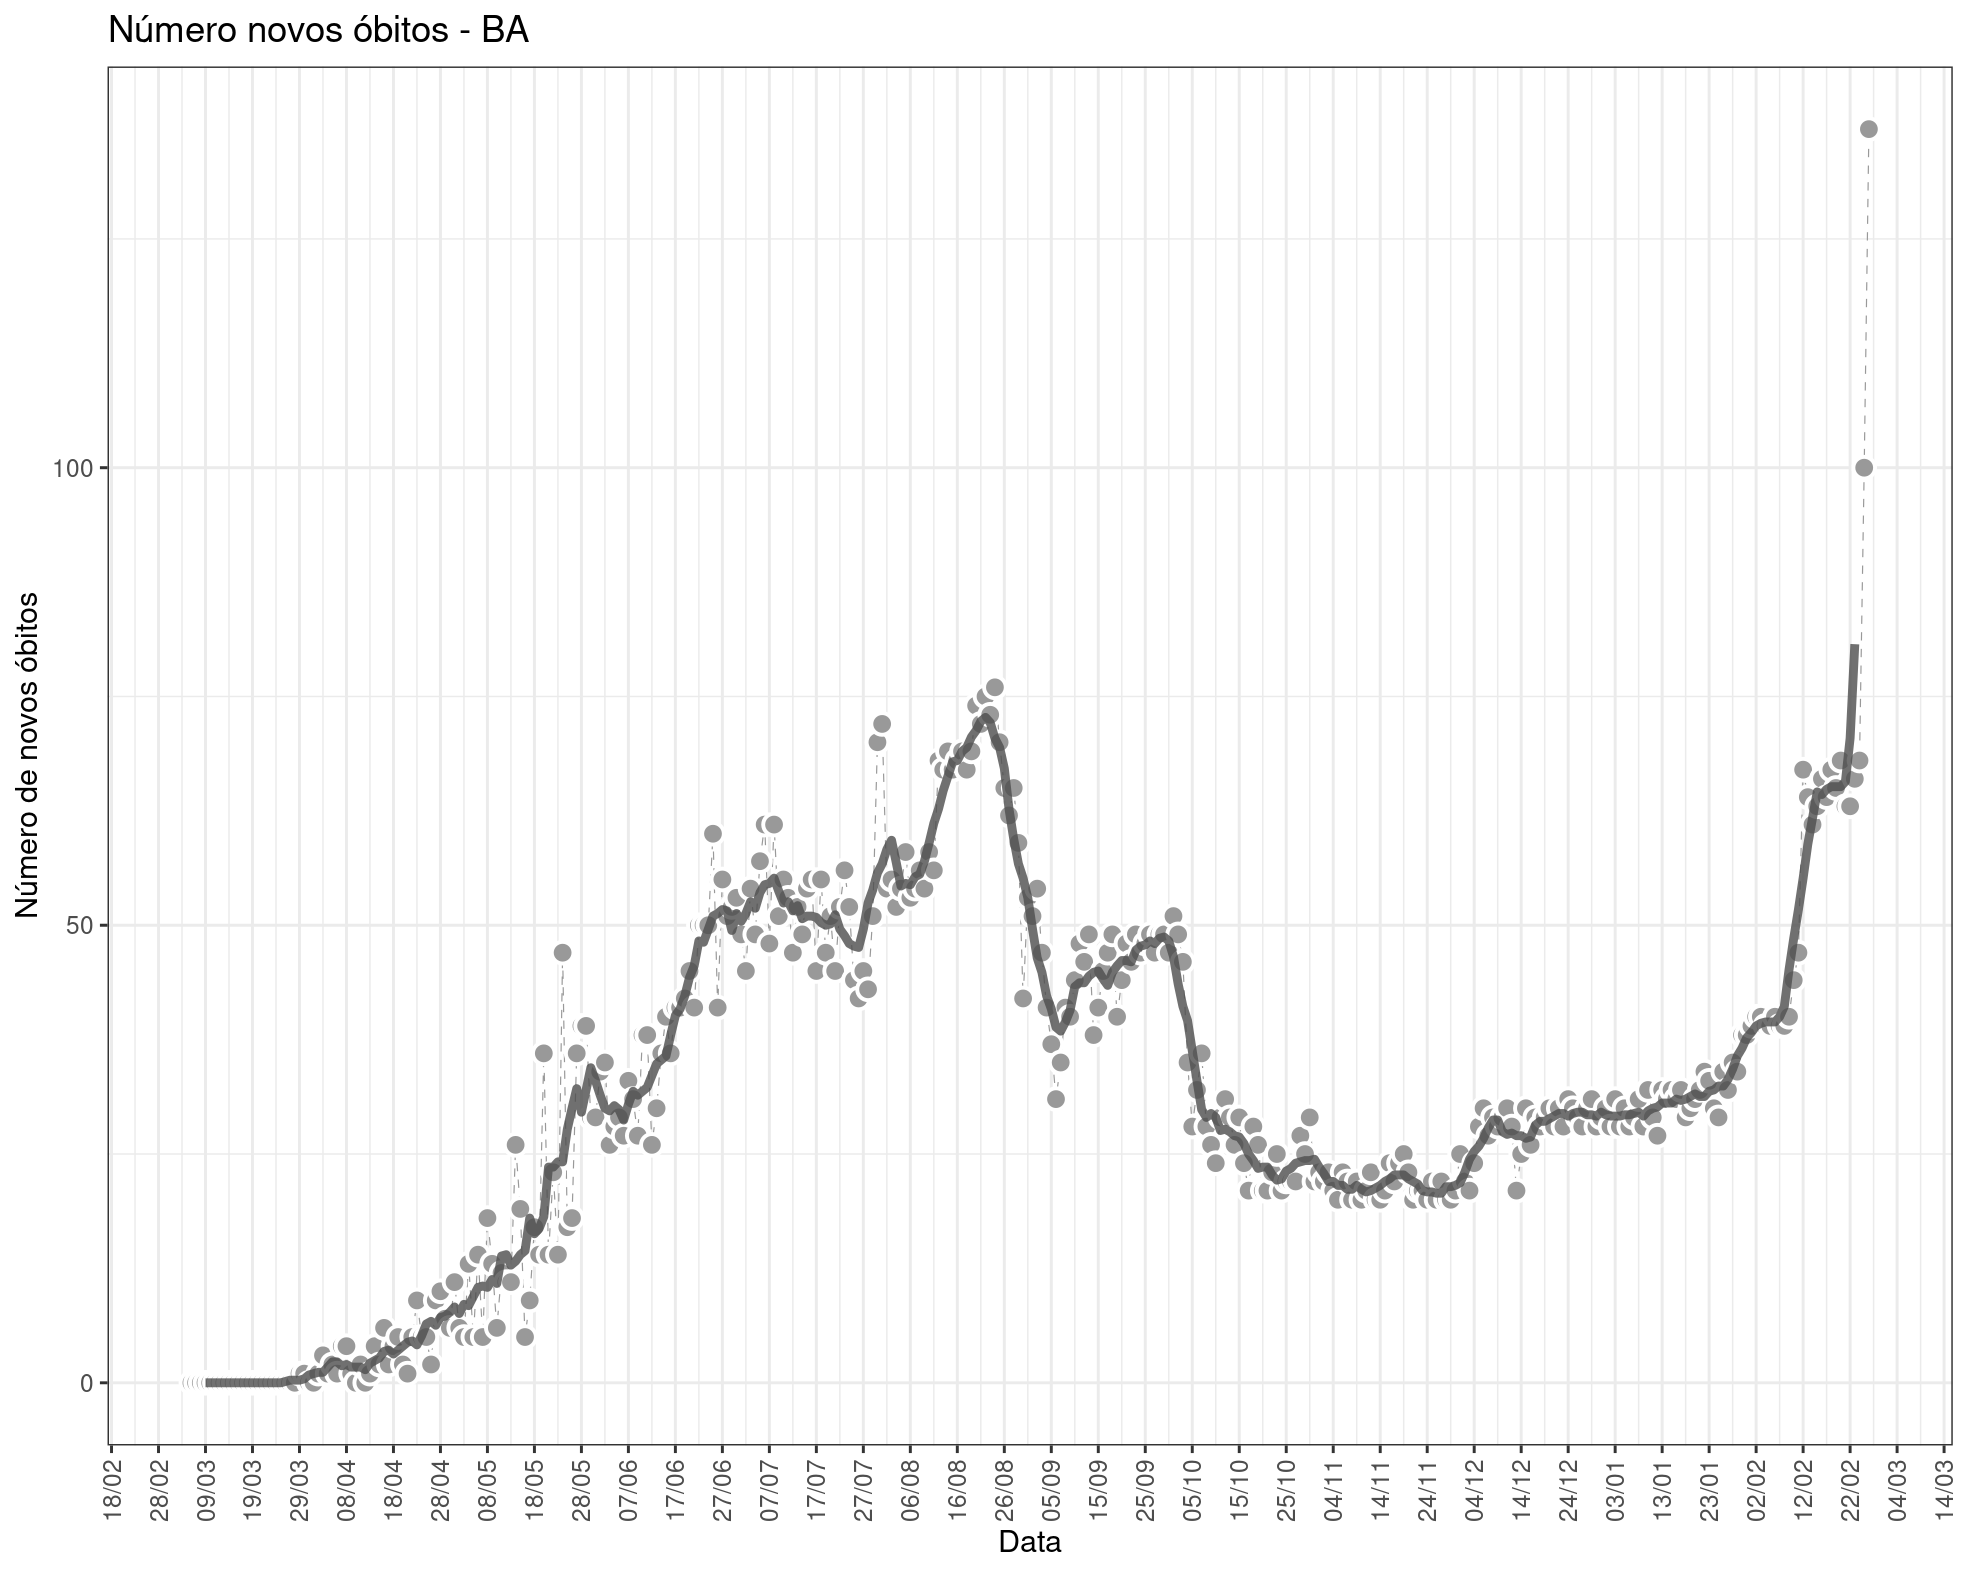 Número novos óbitos - BA
Número de novos óbitos
100
50
0
18/02 28/02 09/03 19/03 29/03 08/04 18/04 28/04 08/05 18/05 28/05 07/06 17/06 27/06 07/07 17/07 27/07 06/08 16/08 26/08 05/09 15/09 25/09 05/10 15/10 25/10 04/11 14/11 24/11 04/12 14/12 24/12 03/01 13/01 23/01 02/02 12/02 22/02 04/03 14/03
Data